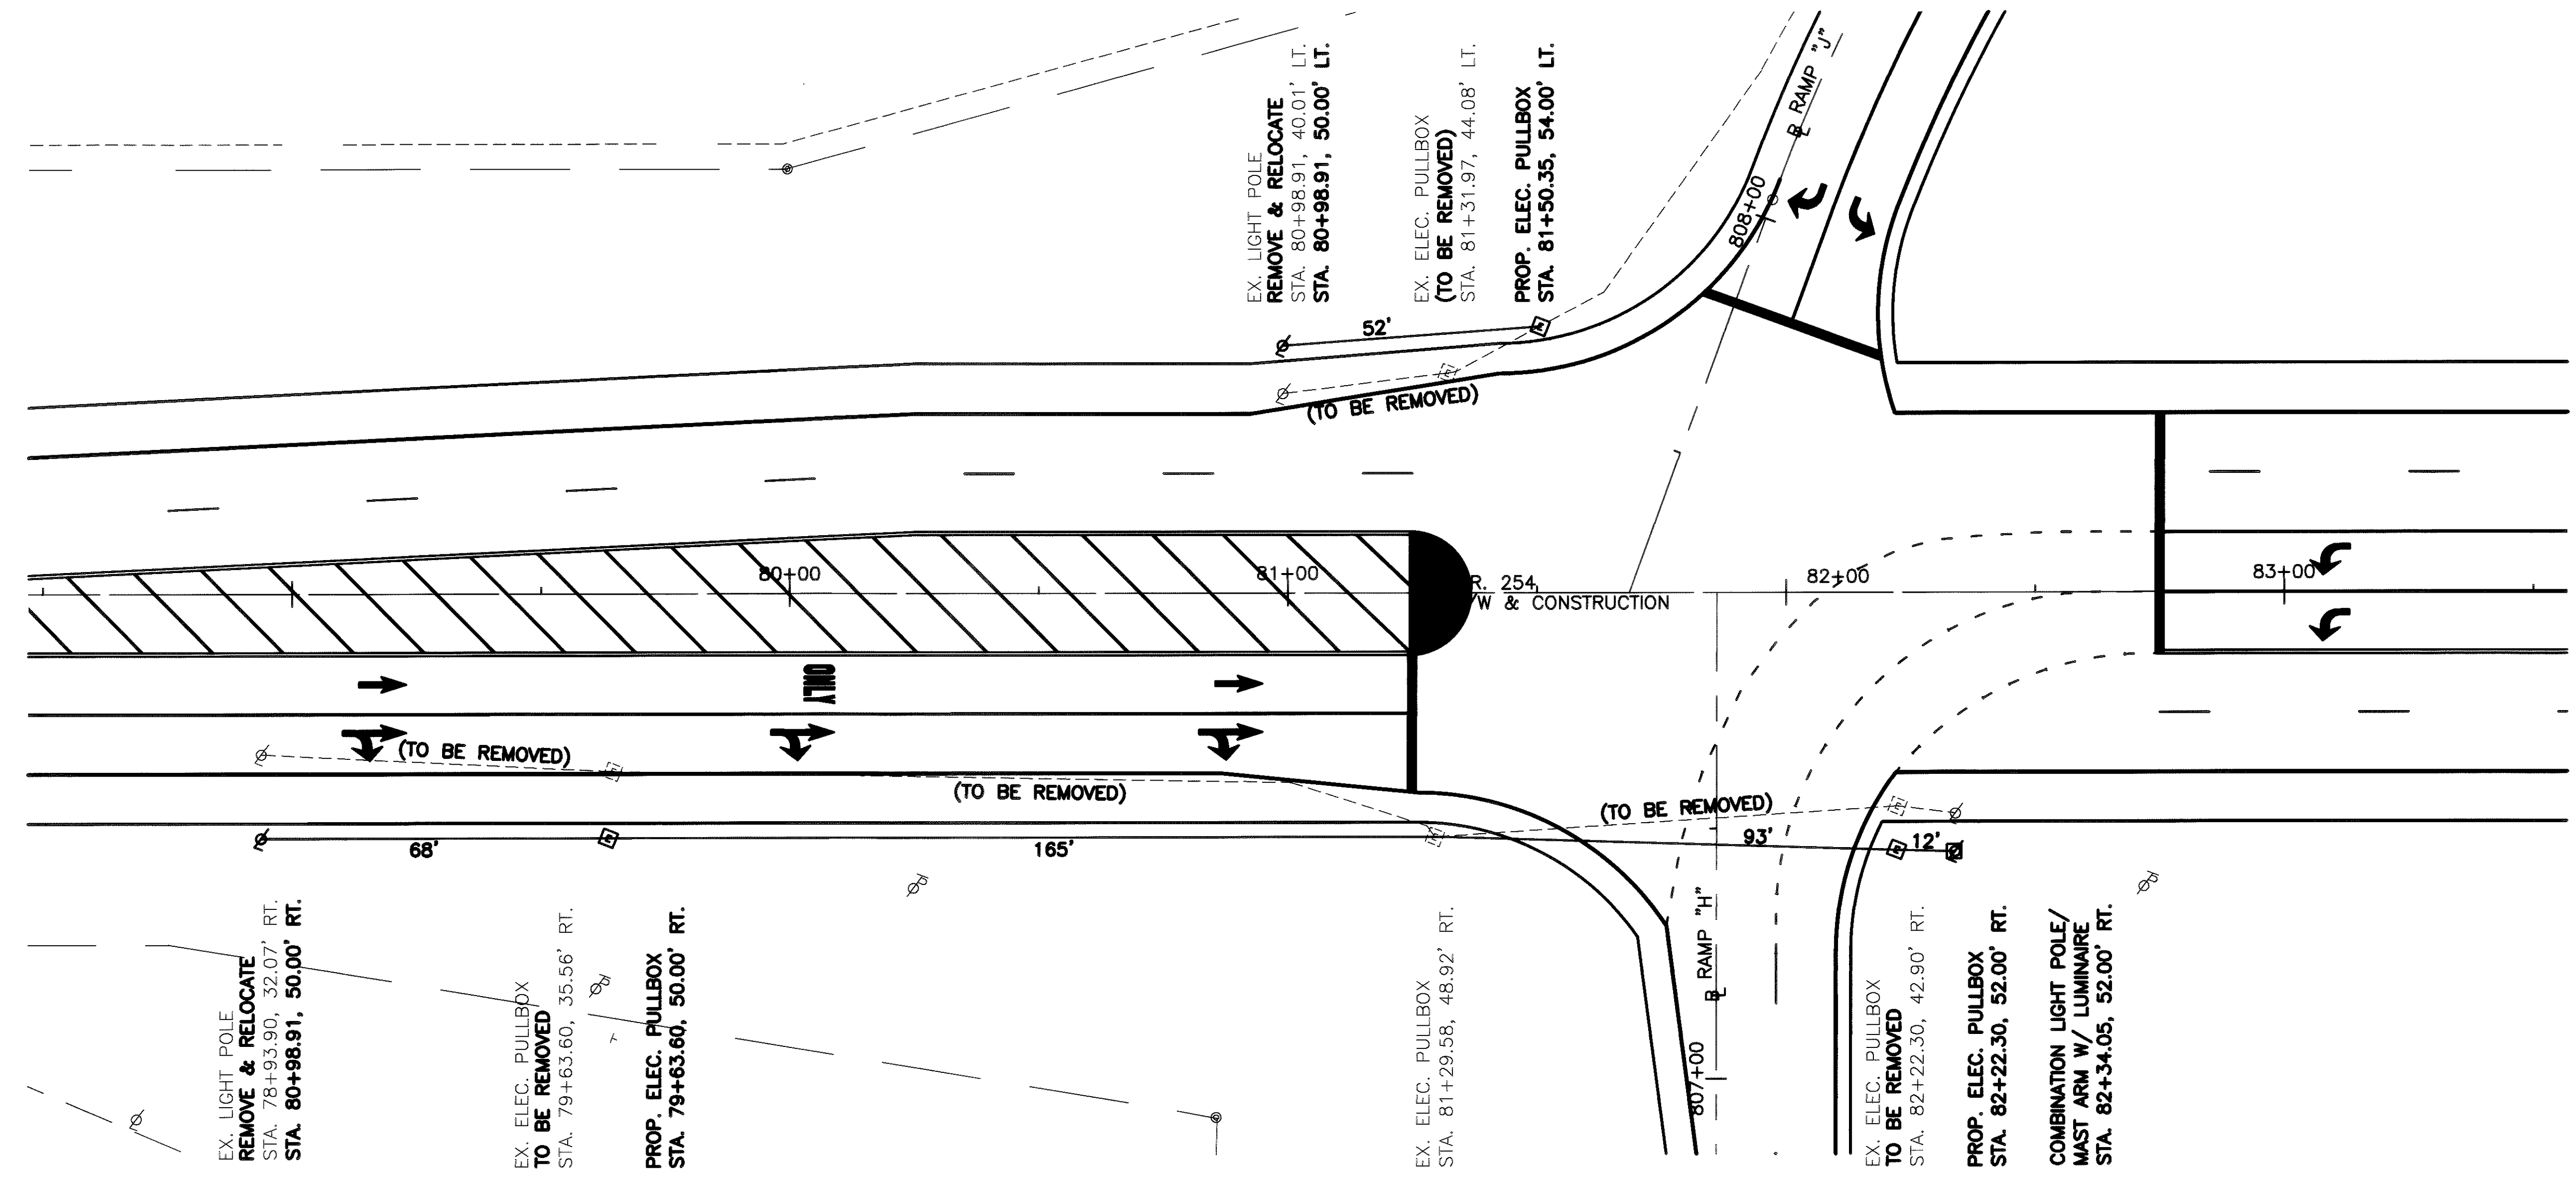 EX. LIGHT POLE
REMOVE & RELOCATE
STA. 80+98.91, 40.01' LT.
STA. 80+98.91, 50.00' LT.
EX. ELEC. PULLBOX
(TO BE REMOVED)
STA. 81+31.97, 44.08' LT.
PROP. ELEC. PULLBOX
STA. 81+50.35, 54.00' LT.
BL RAMP "J"
808+00
52'
(TO BE REMOVED)
80+00
81+00
R. 254
/W & CONSTRUCTION
82+00
83+00
ONLY
(TO BE REMOVED)
(TO BE REMOVED)
(TO BE REMOVED)
68'
165'
93'
12'
BL RAMP "H"
807+00
EX. LIGHT POLE
REMOVE & RELOCATE
STA. 78+93.90, 32.07' RT.
STA. 80+98.91, 50.00' RT.
EX. ELEC. PULLBOX
TO BE REMOVED
STA. 79+63.60, 35.56' RT.
PROP. ELEC. PULLBOX
STA. 79+63.60, 50.00' RT.
EX. ELEC. PULLBOX
STA. 81+29.58, 48.92' RT.
EX. ELEC. PULLBOX
TO BE REMOVED
STA. 82+22.30, 42.90' RT.
PROP. ELEC. PULLBOX
STA. 82+22.30, 52.00' RT.
COMBINATION LIGHT POLE/
MAST ARM W/ LUMINAIRE
STA. 82+34.05, 52.00' RT.